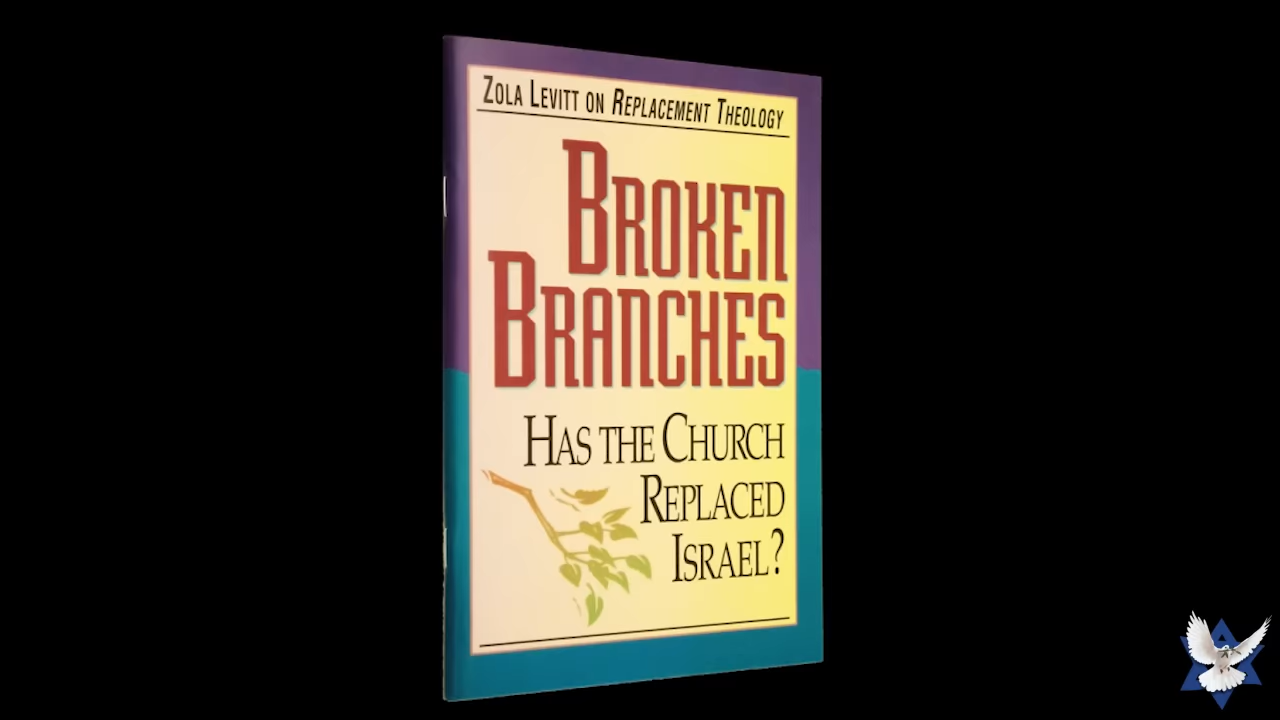 Zola Levitt on Replacement Theology
Broken
Branches
Has the Church
Replaced
Israel?